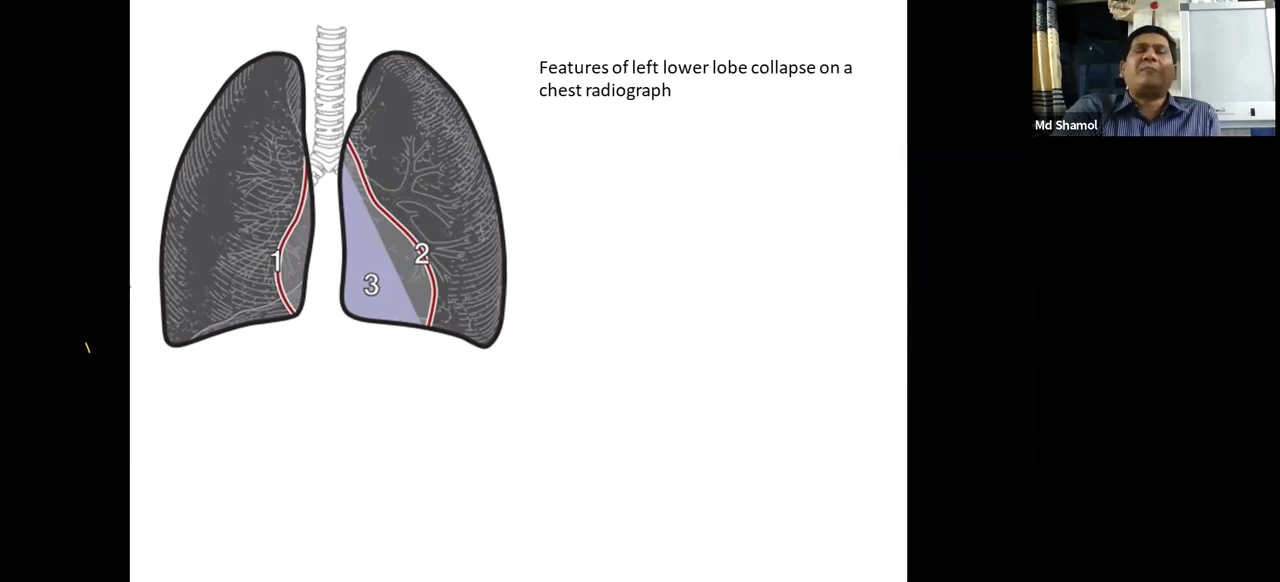 Features of left lower lobe collapse on a
chest radiograph
1
2
3
Md Shamol